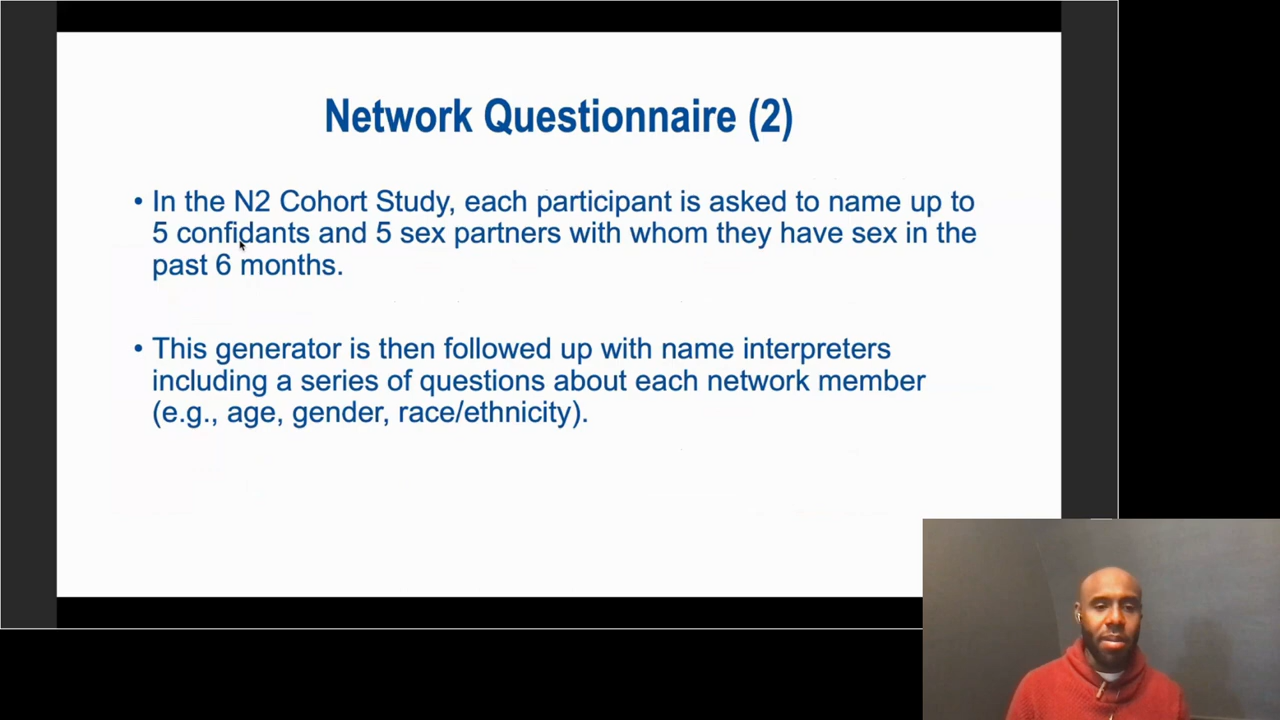 Network Questionnaire (2)
• In the N2 Cohort Study, each participant is asked to name up to
5 confidants and 5 sex partners with whom they have sex in the
past 6 months.
• This generator is then followed up with name interpreters
including a series of questions about each network member
(e.g., age, gender, race/ethnicity).